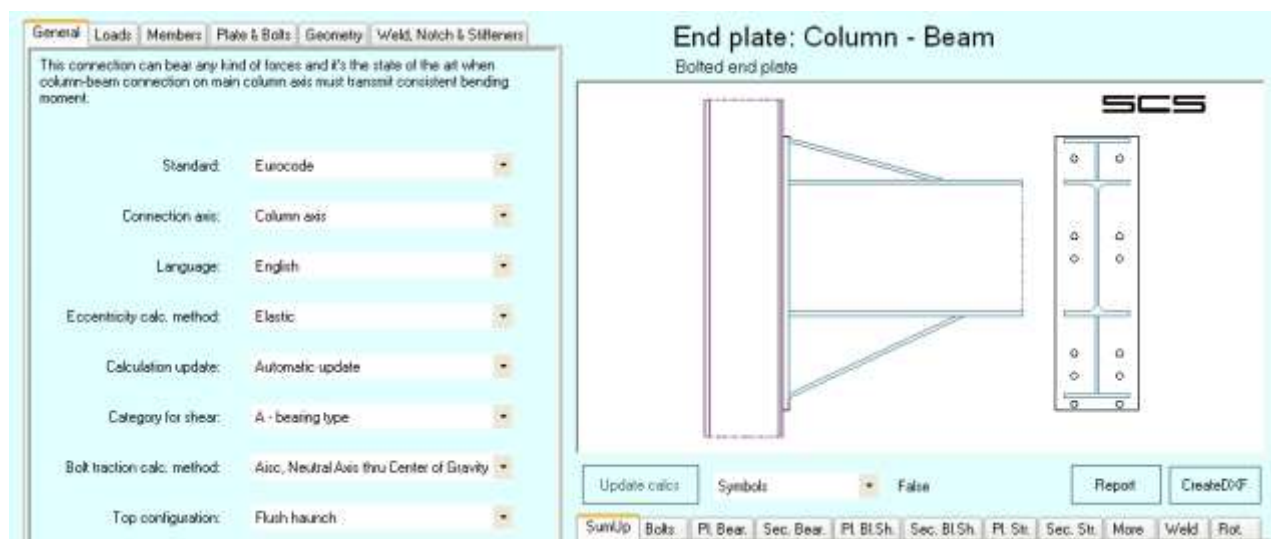 General Loads Members Plate & Bolts Geometry Weld, Notch & Stiffeners
This connection can bear any kind of forces and it's the state of the art when
column-beam connection on main column axis must transmit consistent bending
moment.
Standard: Eurocode
Connection axis: Column axis
Language: English
Eccentricity calc. method: Elastic
Calculation update: Automatic update
Category for shear: A - bearing type
Bolt traction calc. method: Aisc, Neutral Axis thru Center of Gravity
Top configuration: Flush haunch
End plate: Column - Beam
Bolted end plate
SCS
Update calcs Symbols False Report CreateDXF
SumUp Bolts Pl. Bear. Sec. Bear. Pl. Bl.Sh. Sec. Bl.Sh. Pl. Str. Sec. Str. More Weld Rot.